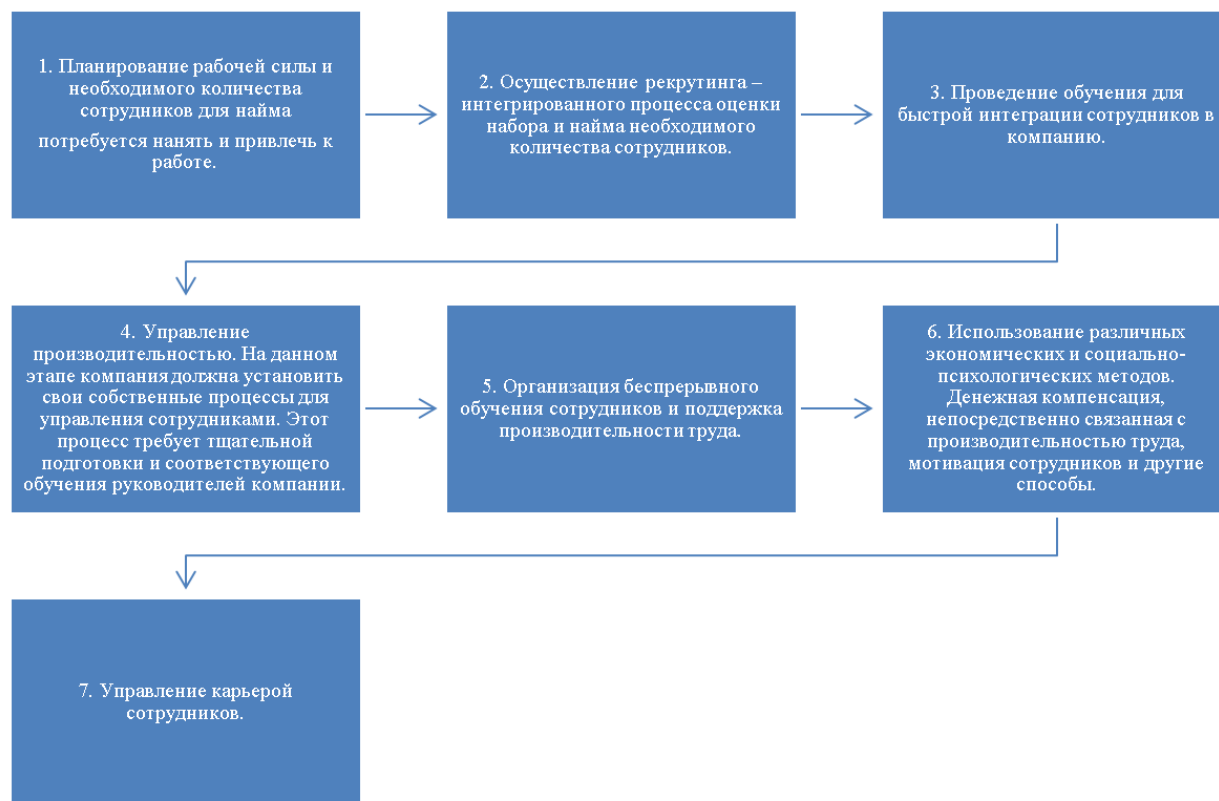 1. Планирование рабочей силы и
необходимого количества
сотрудников для найма
потребуется нанять и привлечь к
работе.
2. Осуществление рекрутинга –
интегрированного процесса оценки
набора и найма необходимого
количества сотрудников.
3. Проведение обучения для
быстрой интеграции сотрудников в
компанию.
4. Управление
производительностью. На данном
этапе компания должна установить
свои собственные процессы для
управления сотрудниками. Этот
процесс требует тщательной
подготовки и соответствующего
обучения руководителей компании.
5. Организация беспрерывного
обучения сотрудников и поддержка
производительности труда.
6. Использование различных
экономических и социально-
психологических методов.
Денежная компенсация,
непосредственно связанная с
производительностью труда,
мотивация сотрудников и другие
способы.
7. Управление карьерой
сотрудников.